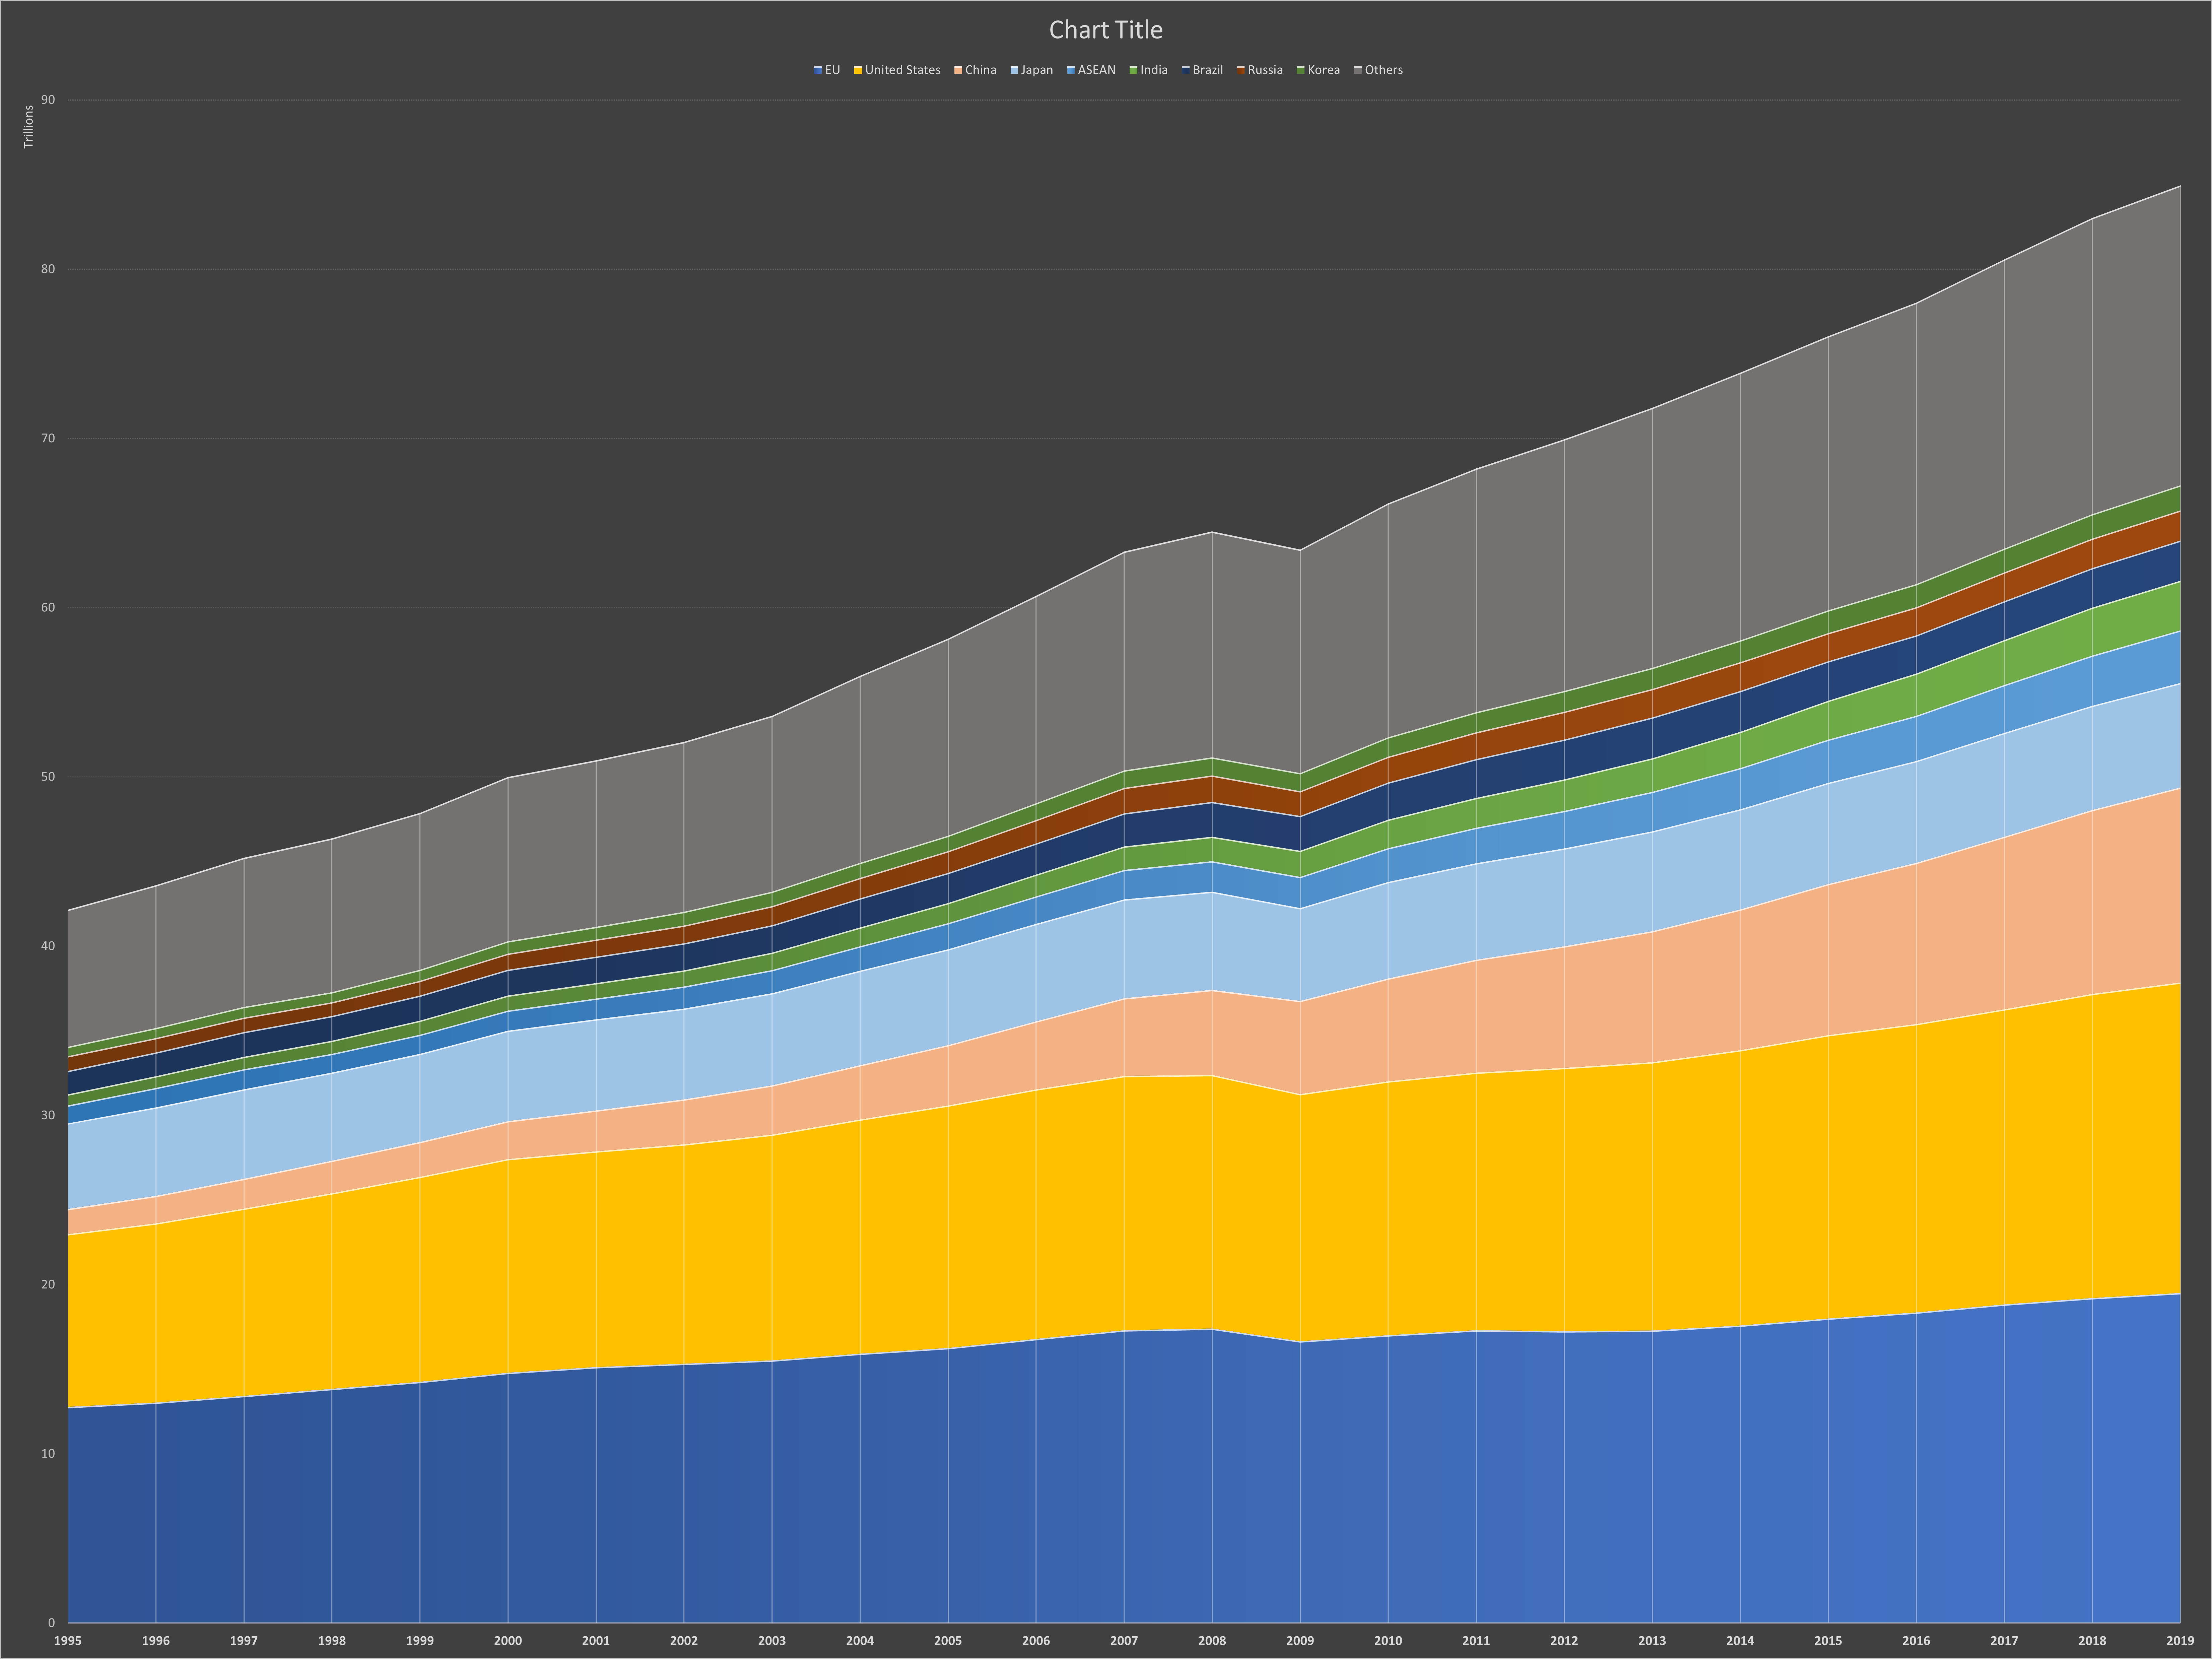 Chart Title
EU United States China Japan ASEAN India Brazil Russia Korea Others
Trillions
90
80
70
60
50
40
30
20
10
0
1995 1996 1997 1998 1999 2000 2001 2002 2003 2004 2005 2006 2007 2008 2009 2010 2011 2012 2013 2014 2015 2016 2017 2018 2019